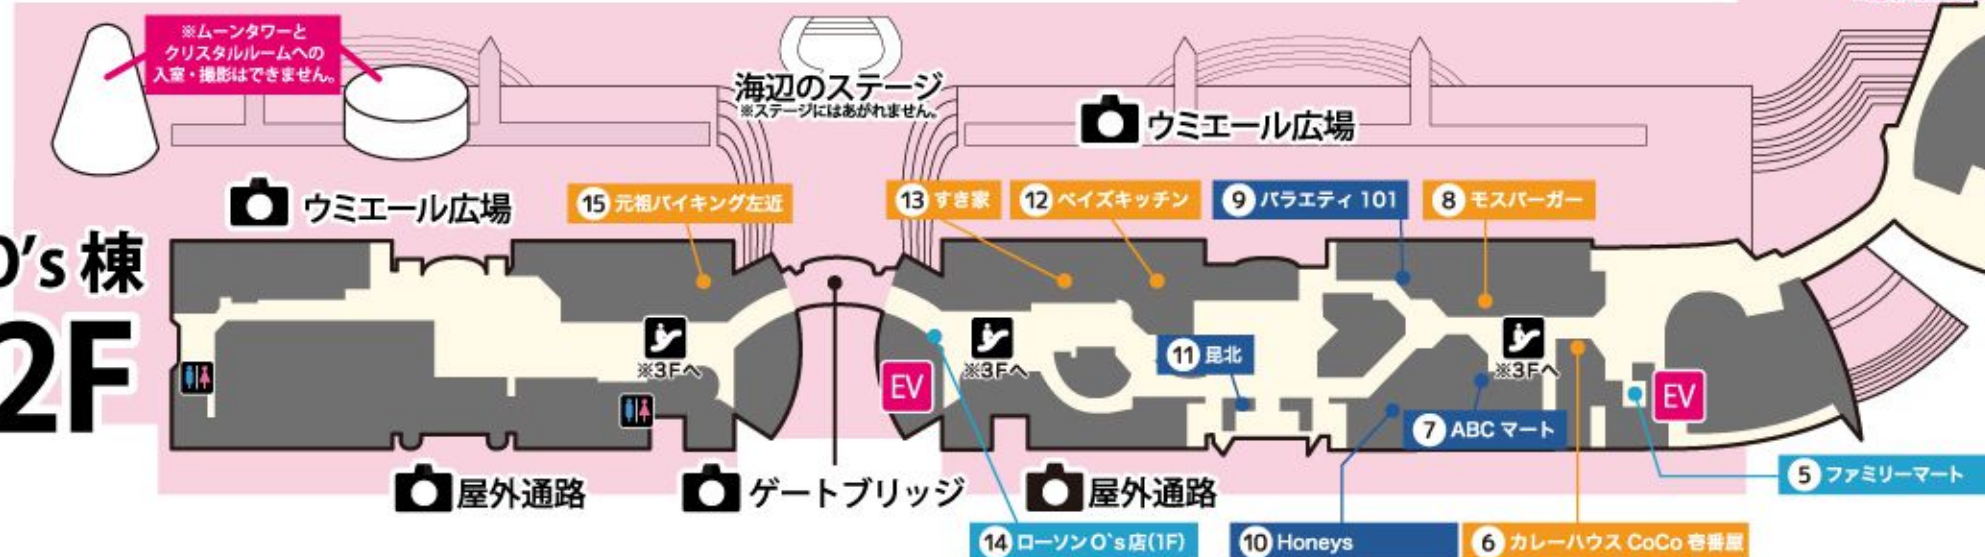 ※ムーンタワーと
クリスタルルームへの
入室・撮影はできません。
海辺のステージ
※ステージにはあがれません。
ウミエール広場
ウミエール広場
15 元祖バイキング左近
13 すき家
12 ベイズキッチン
9 バラエティ 101
8 モスバーガー
O's 棟
2F
※3Fへ
※3Fへ
※3Fへ
EV
EV
11 昆北
7 ABC マート
5 ファミリーマート
屋外通路
ゲートブリッジ
屋外通路
14 ローソンO`s店(1F)
10 Honeys
6 カレーハウス CoCo 壱番屋